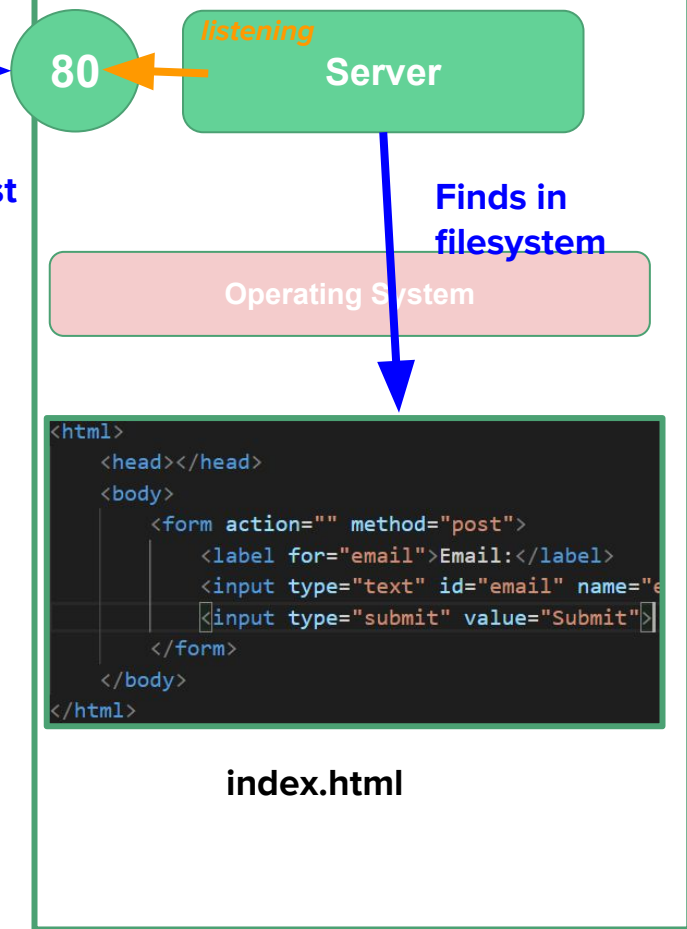 listening
80
Server
st
Finds in
filesystem
Operating System
<html>
<head></head>
<body>
<form action="" method="post">
<label for="email">Email:</label>
<input type="text" id="email" name="e
<input type="submit" value="Submit">
</form>
</body>
</html>
index.html